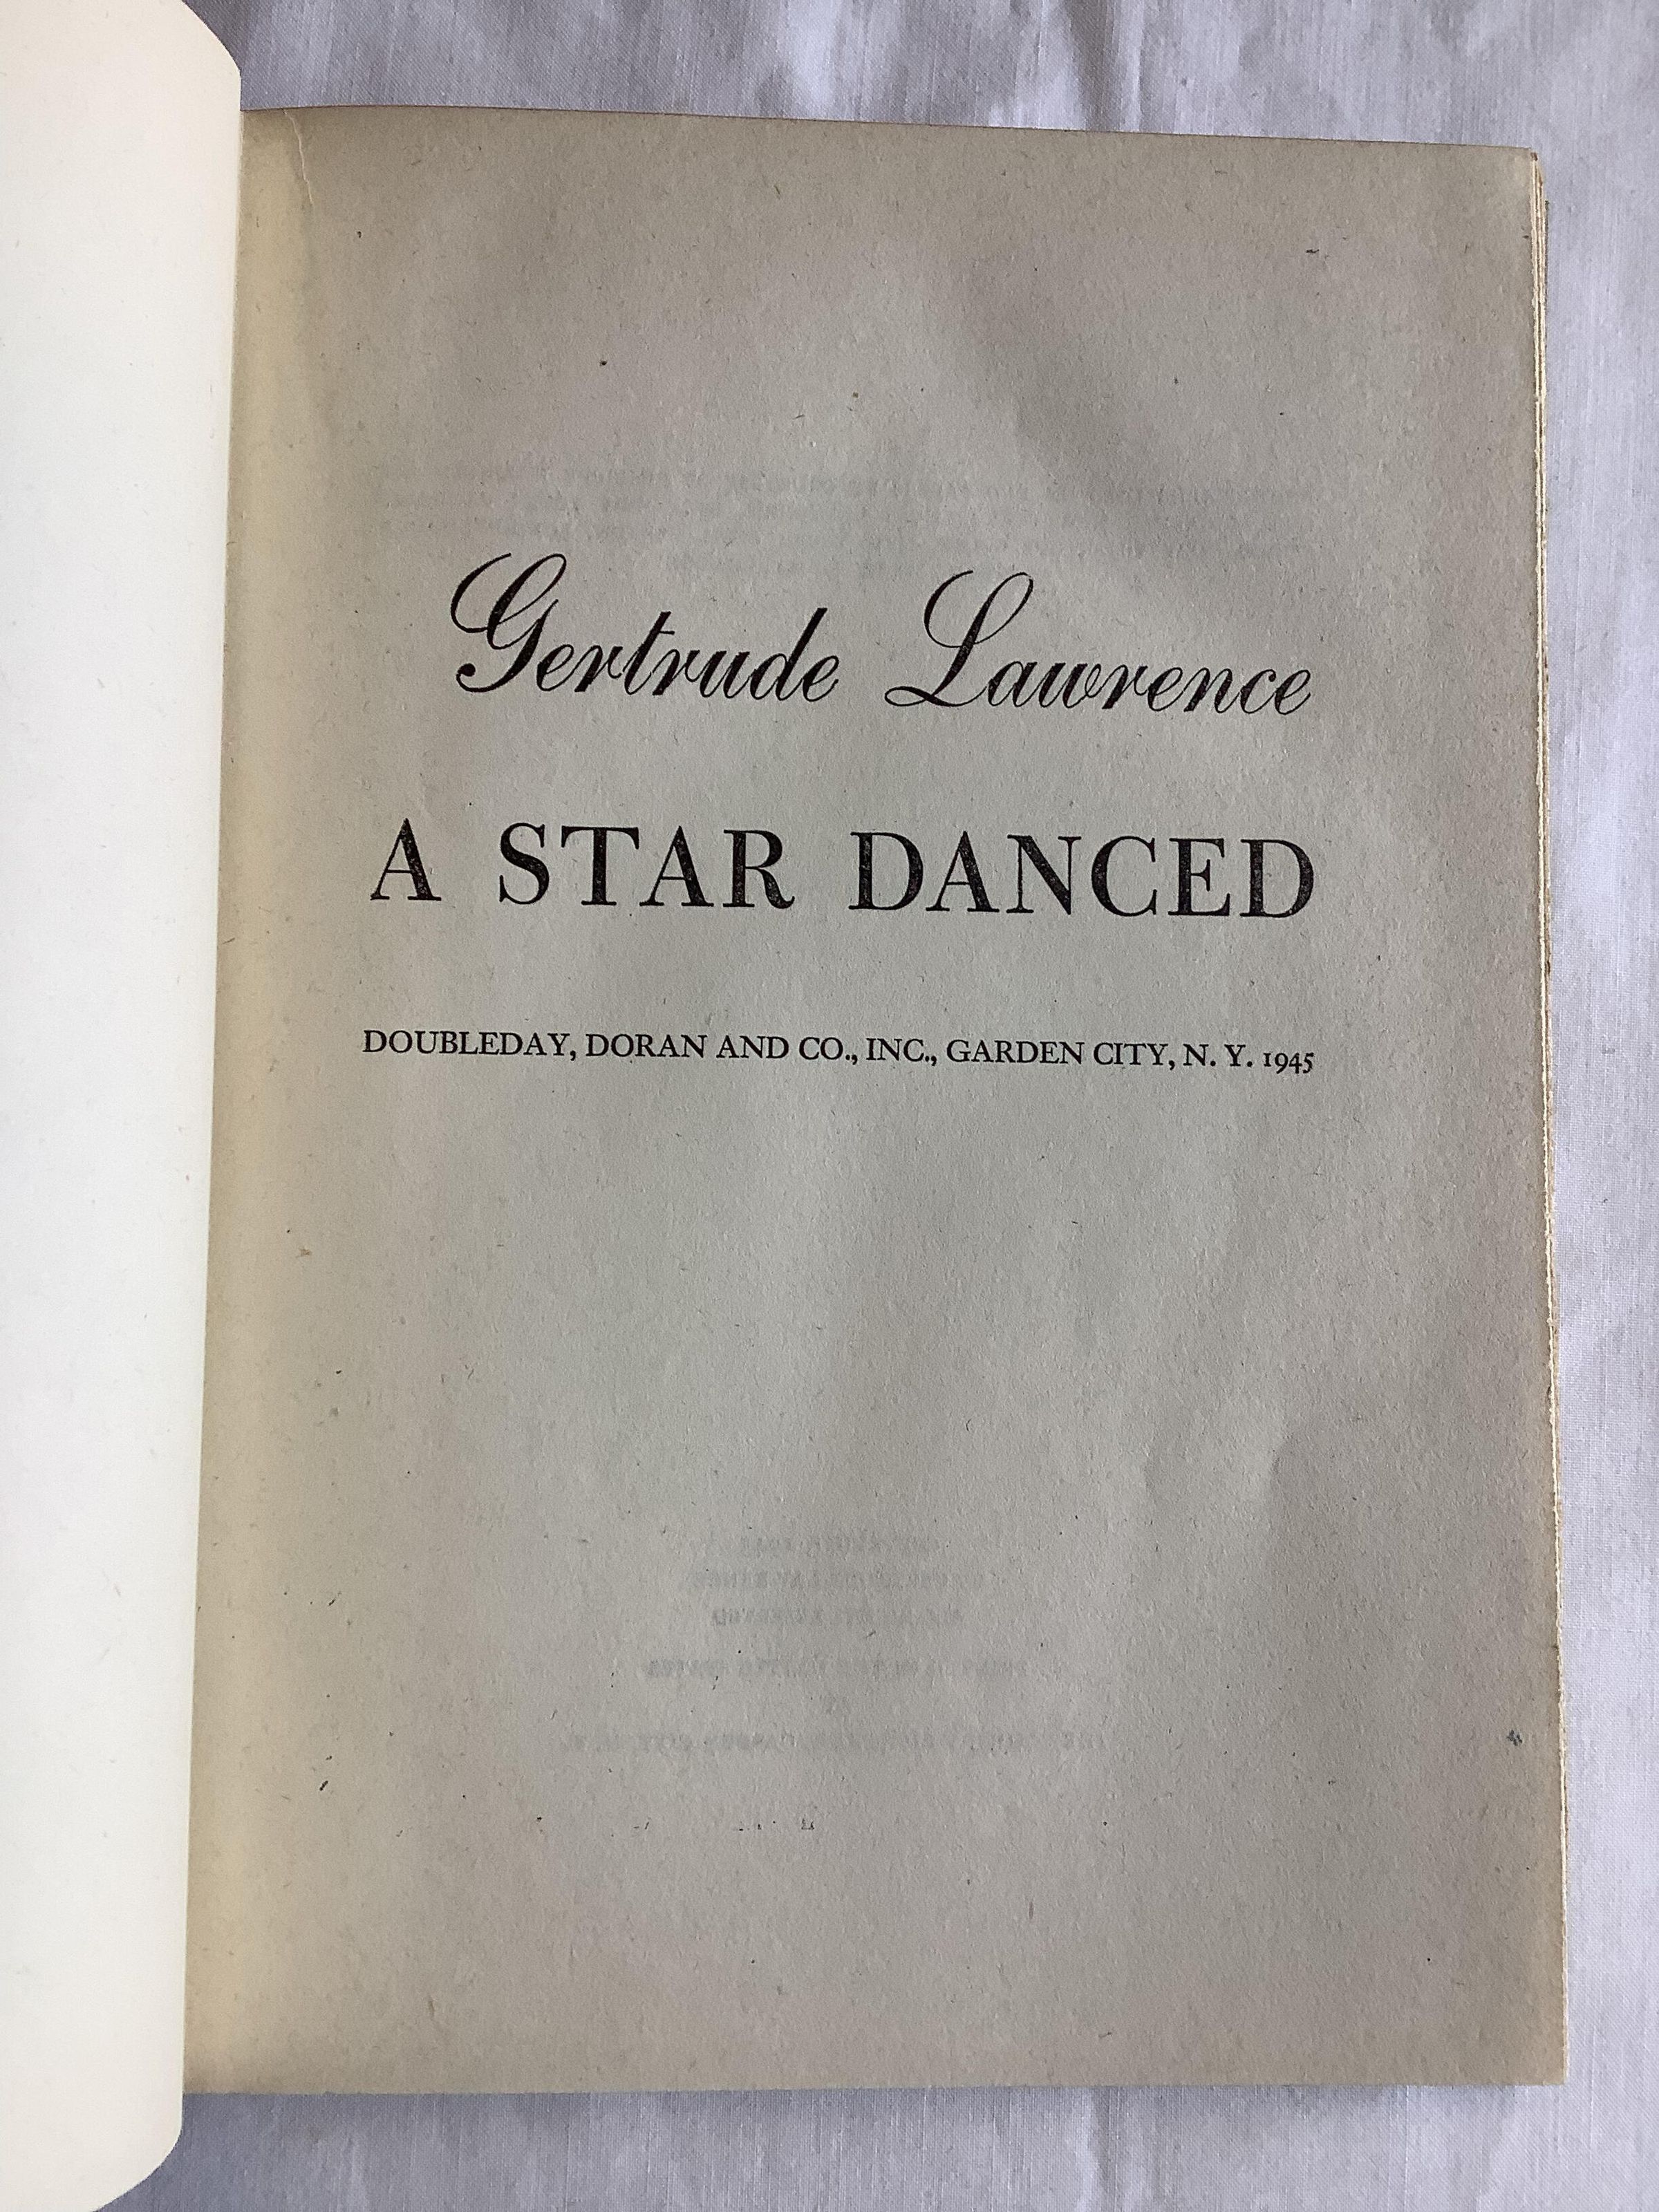 Gertrude Lawrence
A STAR DANCED
DOUBLEDAY, DORAN AND CO., INC., GARDEN CITY, N. Y. 1945